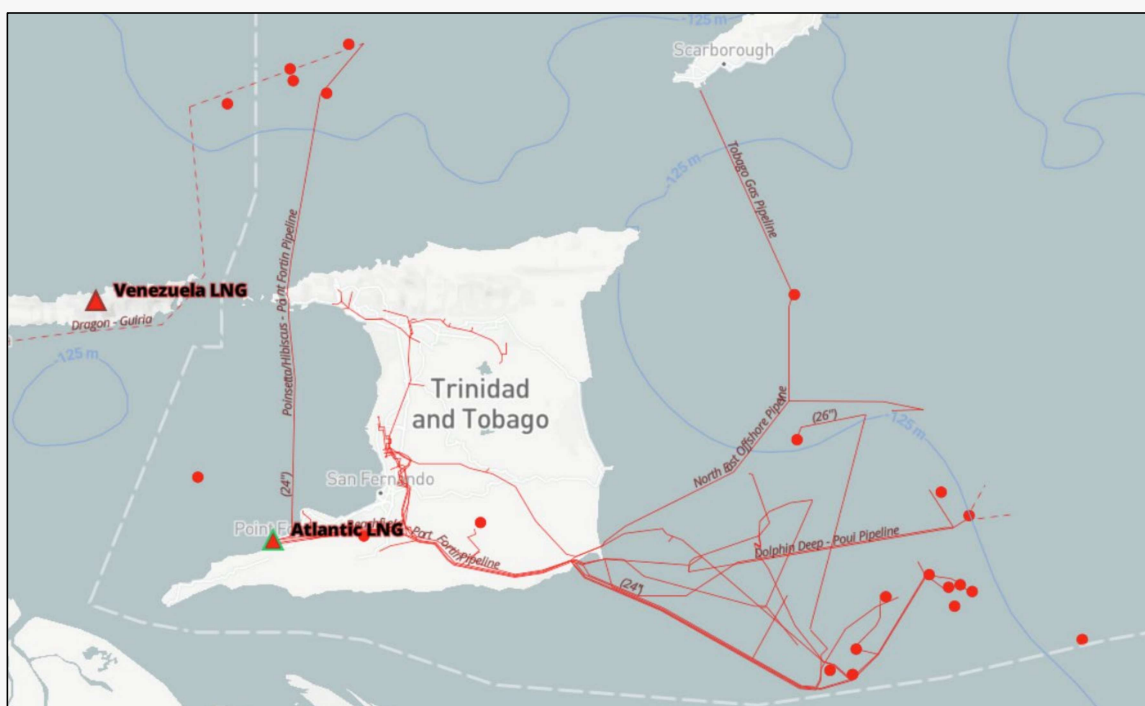 -125 m
Scarborough
-125 m
Tobago Gas Pipeline
Poinsetta/Hibiscus - Point Fortin Pipeline
Venezuela LNG
Dragon - Guiria
-125 m
Trinidad
and Tobago
(26")
-125 m
North East Offshore Pipeline
San Fernando
(24")
Point
Atlantic LNG
Port Fortin Pipeline
Dolphin Deep - Poui Pipeline
(24")